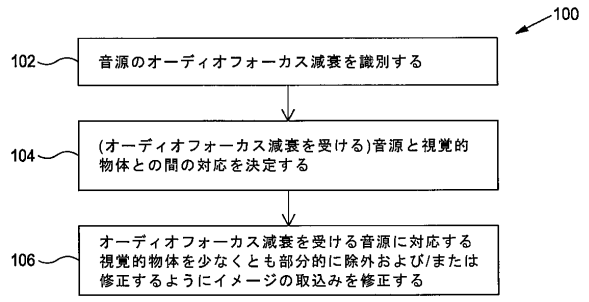 100
102
音源のオーディオフォーカス減衰を識別する
104
(オーディオフォーカス減衰を受ける)音源と視覚的
物体との間の対応を決定する
106
オーディオフォーカス減衰を受ける音源に対応する
視覚的物体を少なくとも部分的に除外および/または
修正するようにイメージの取込みを修正する